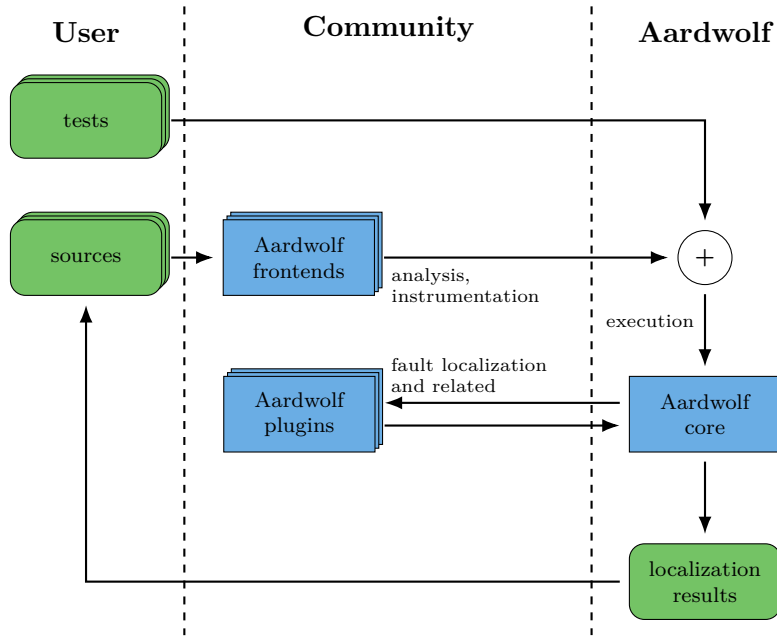 User
Community
Aardwolf
tests
sources
Aardwolf
frontends
analysis,
instrumentation
+
execution
fault localization
and related
Aardwolf
plugins
Aardwolf
core
localization
results